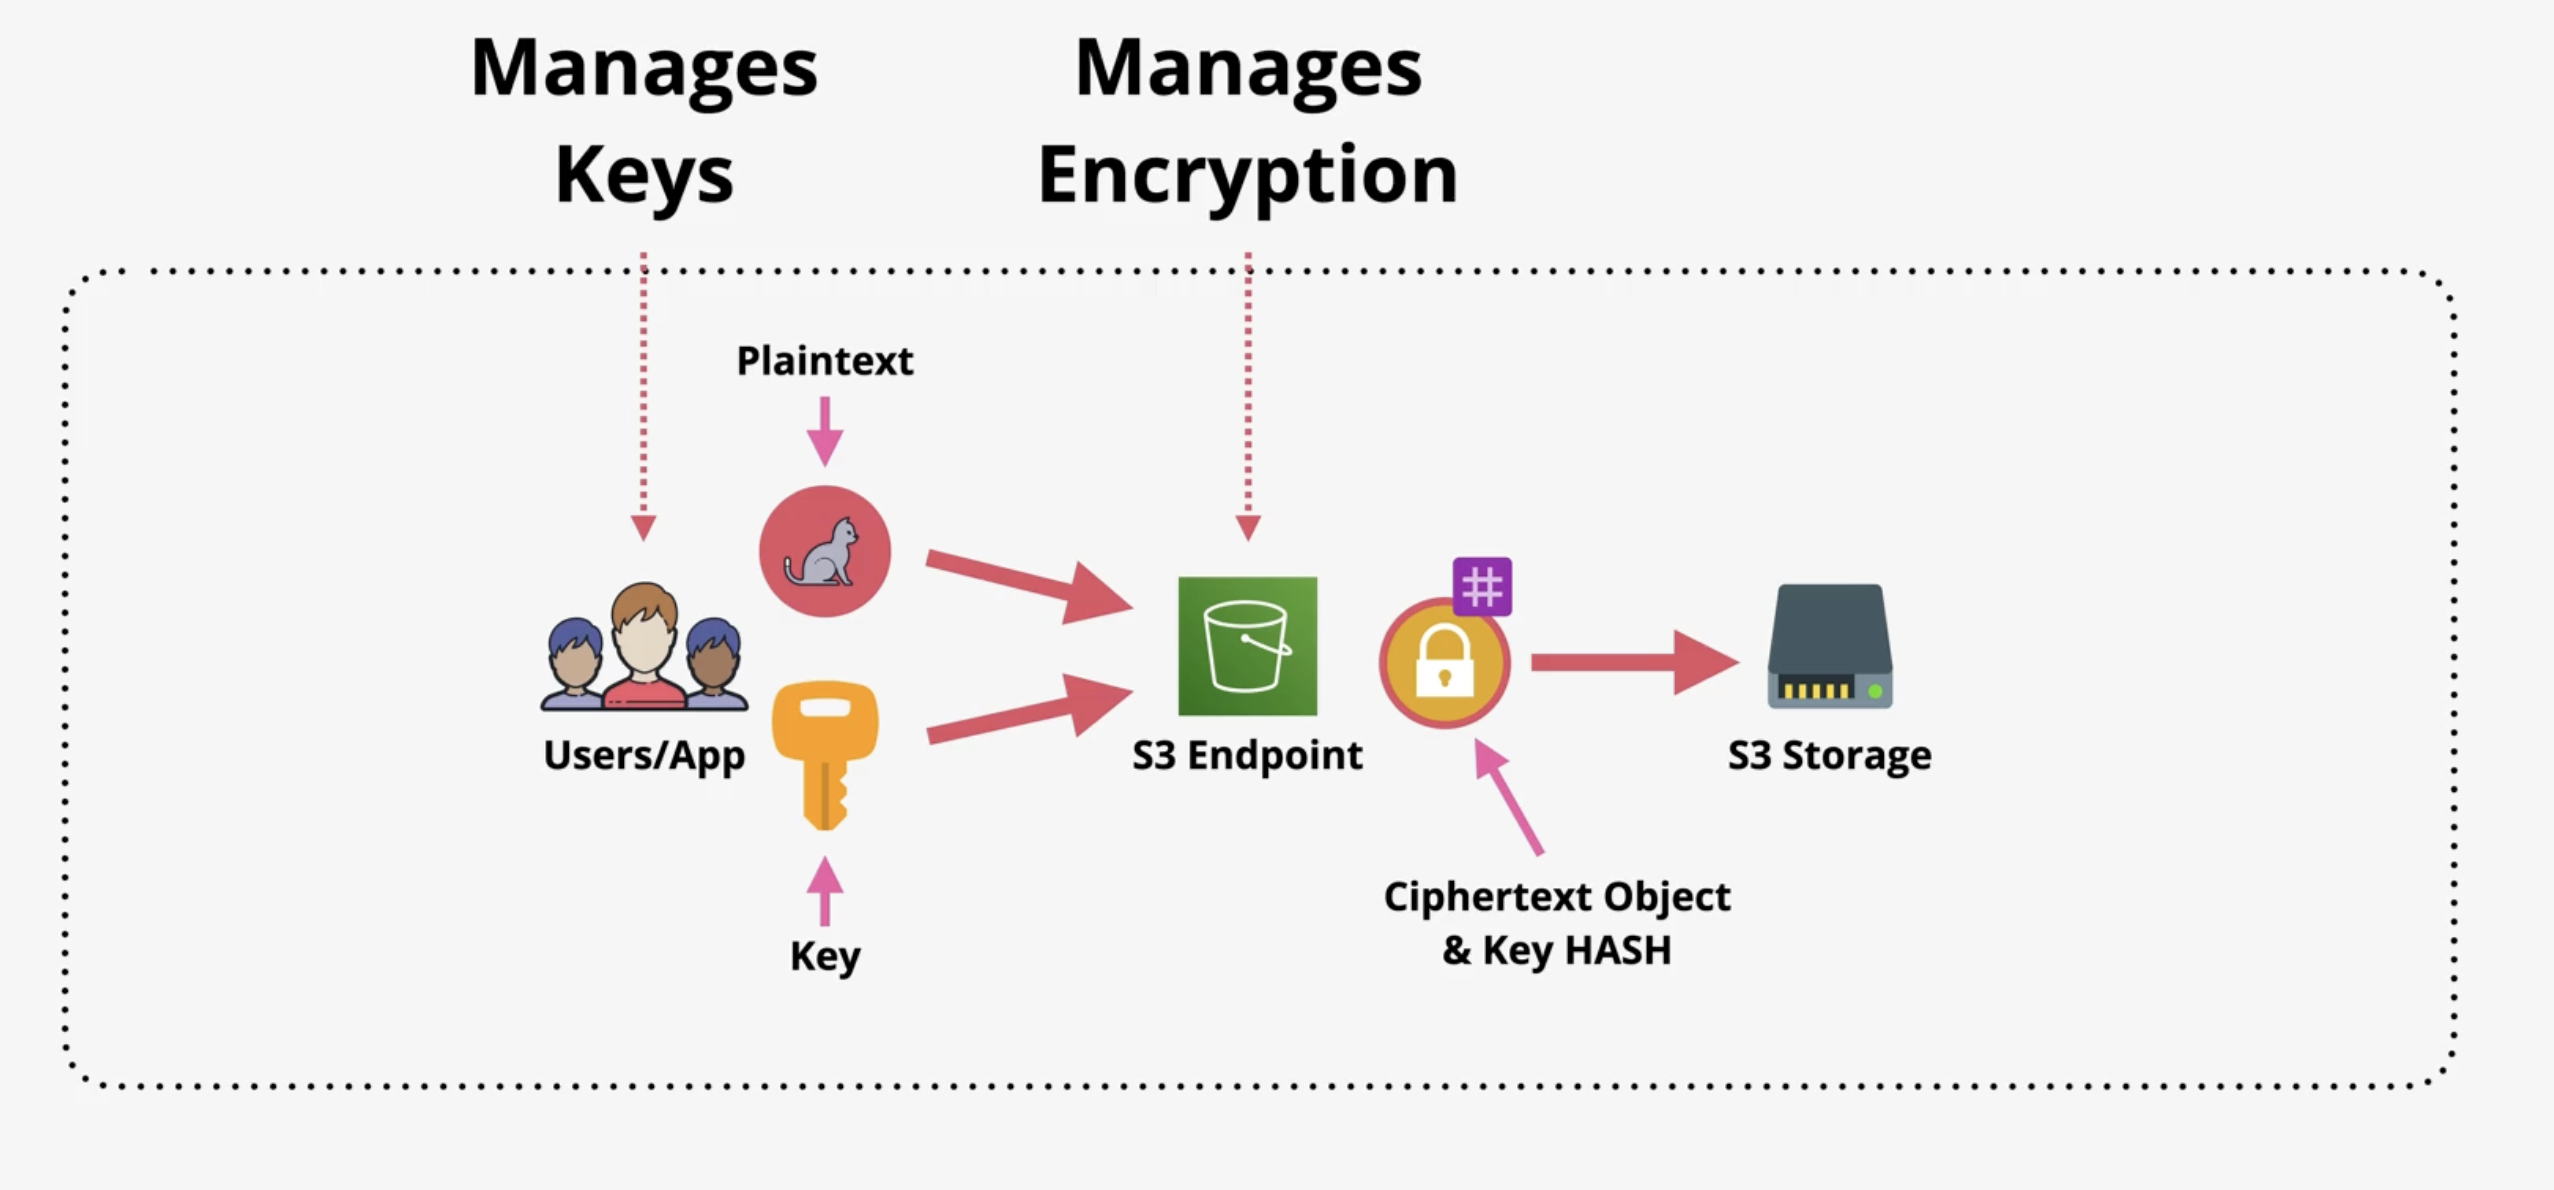 Manages
Keys
Manages
Encryption
Plaintext
Users/App
S3 Endpoint
S3 Storage
Key
Ciphertext Object
& Key HASH
#